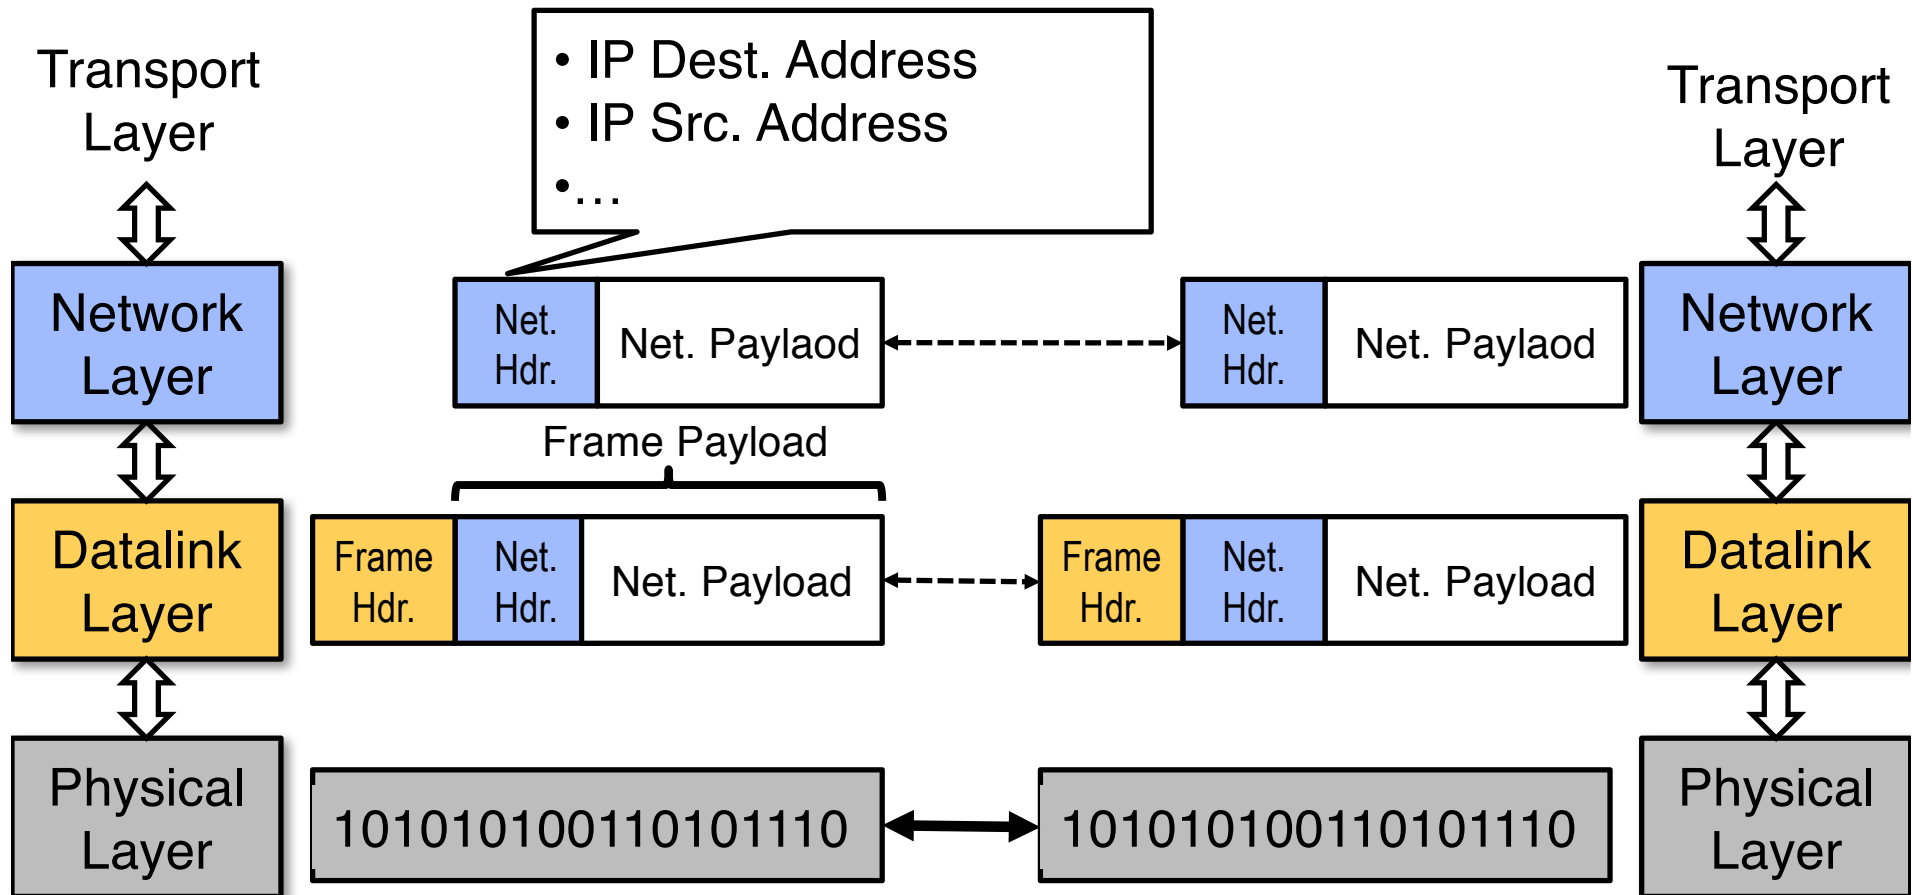 Transport
Layer
• IP Dest. Address
• IP Src. Address
•...
Transport
Layer
Network
Layer
Net.
Hdr.
Net. Paylaod
Net.
Hdr.
Net. Paylaod
Network
Layer
Frame Payload
Datalink
Layer
Frame
Hdr.
Net.
Hdr.
Net. Payload
Frame
Hdr.
Net.
Hdr.
Net. Payload
Datalink
Layer
Physical
Layer
101010100110101110
101010100110101110
Physical
Layer